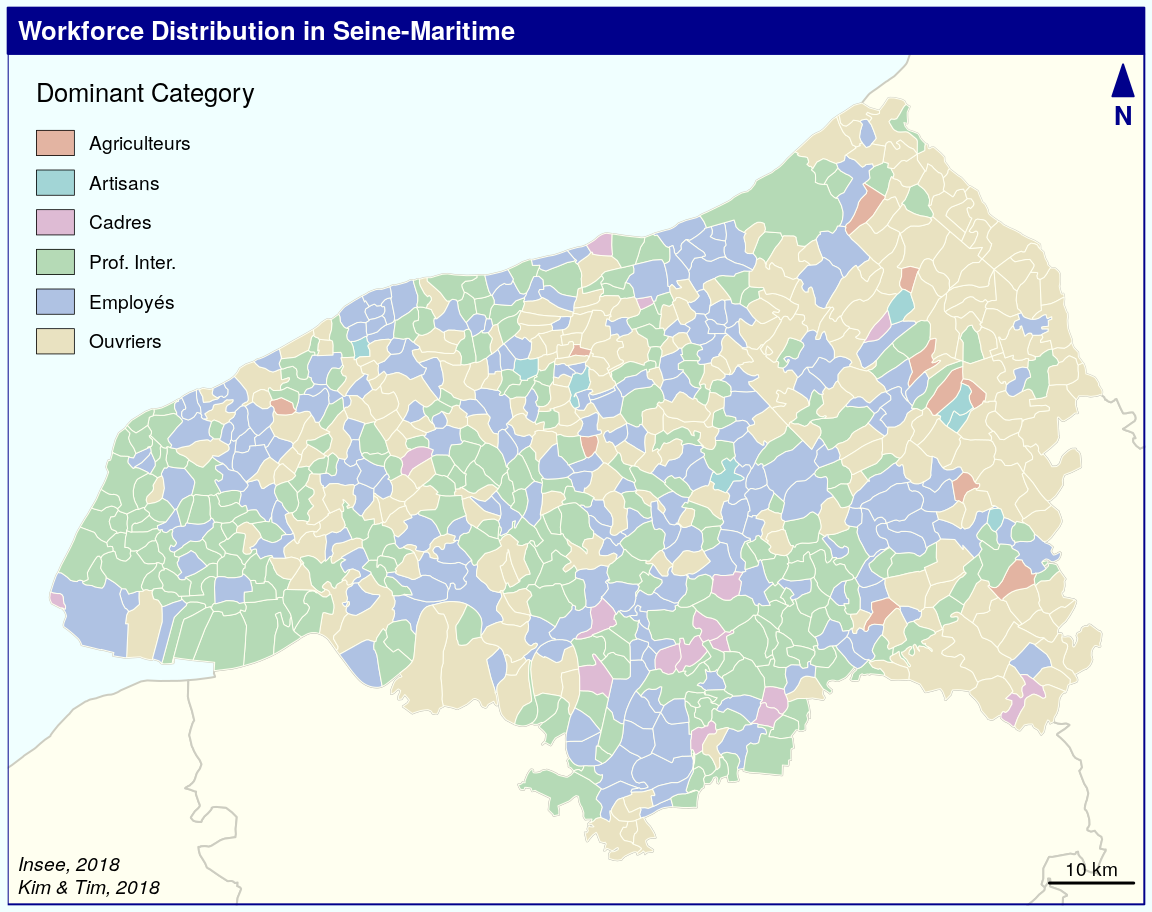 Workforce Distribution in Seine-Maritime
Dominant Category
Agriculteurs
Artisans
Cadres
Prof. Inter.
Employés
Ouvriers
N
Insee, 2018
Kim & Tim, 2018
10 km